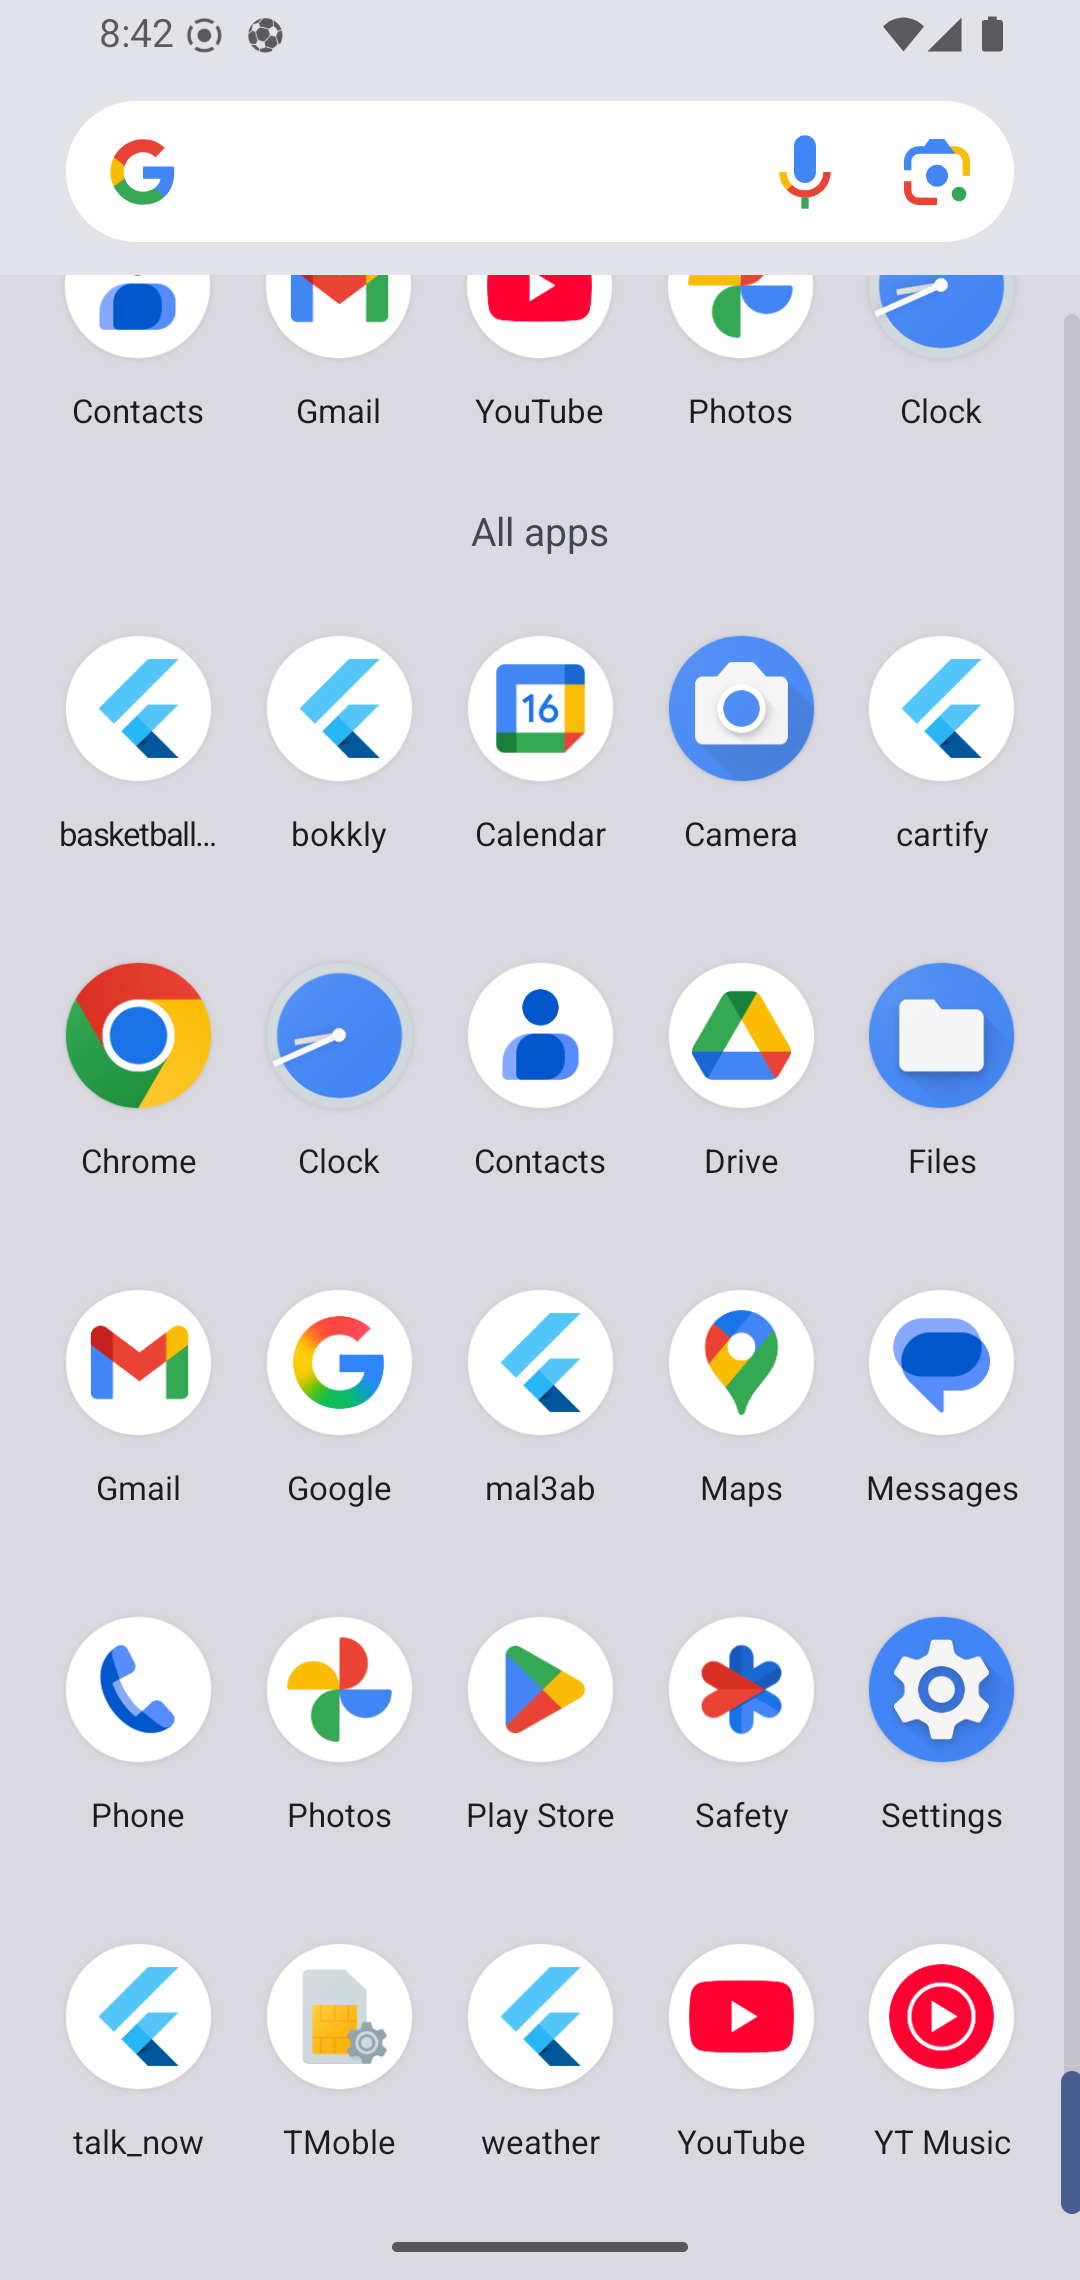 8:42
Contacts Gmail YouTube Photos Clock
All apps
16
basketball... bokkly Calendar Camera cartify
Chrome Clock Contacts Drive Files
Gmail Google mal3ab Maps Messages
Phone Photos Play Store Safety Settings
talk_now TMoble weather YouTube YT Music